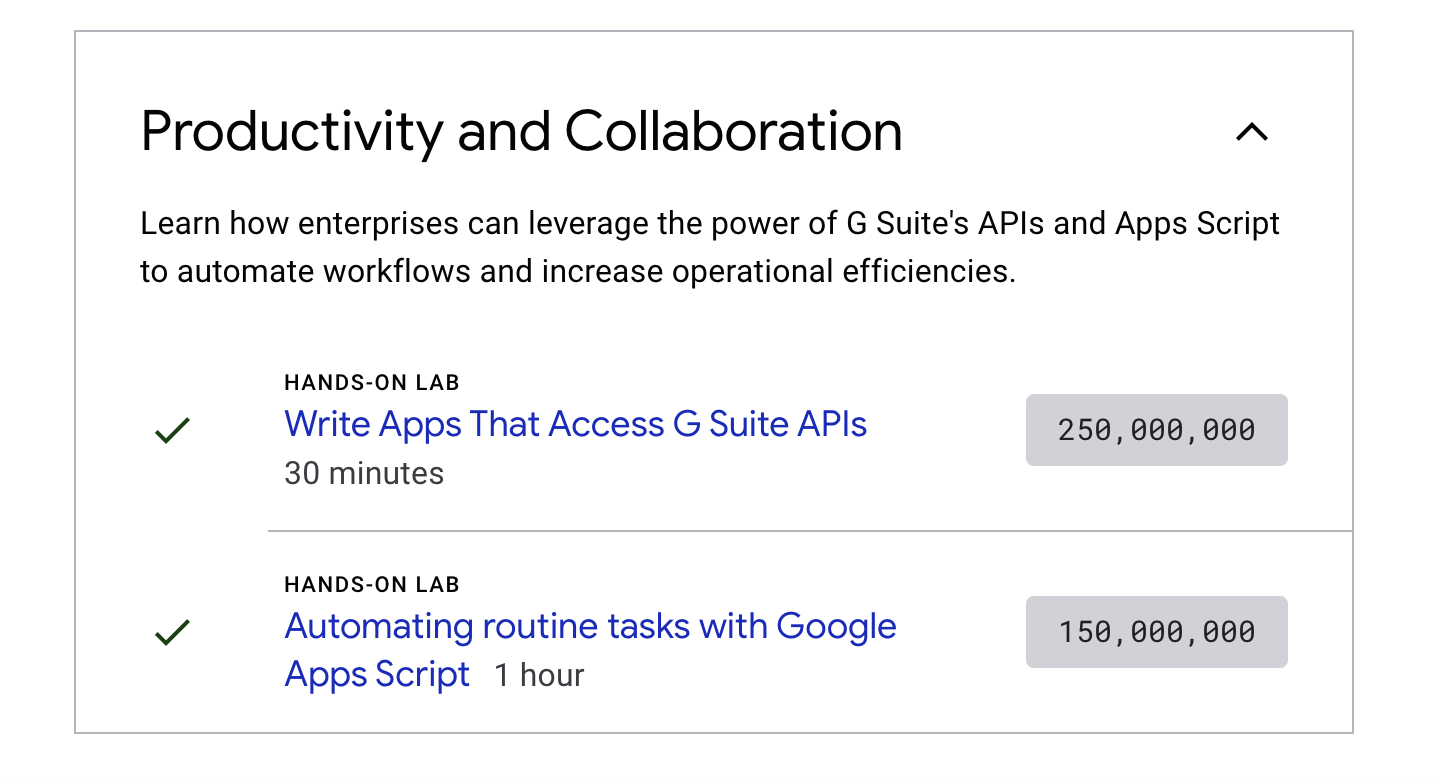 Productivity and Collaboration
Learn how enterprises can leverage the power of G Suite's APIs and Apps Script
to automate workflows and increase operational efficiencies.
HANDS-ON LAB
Write Apps That Access G Suite APIs
250,000,000
30 minutes
HANDS-ON LAB
Automating routine tasks with Google
150,000,000
Apps Script 1 hour